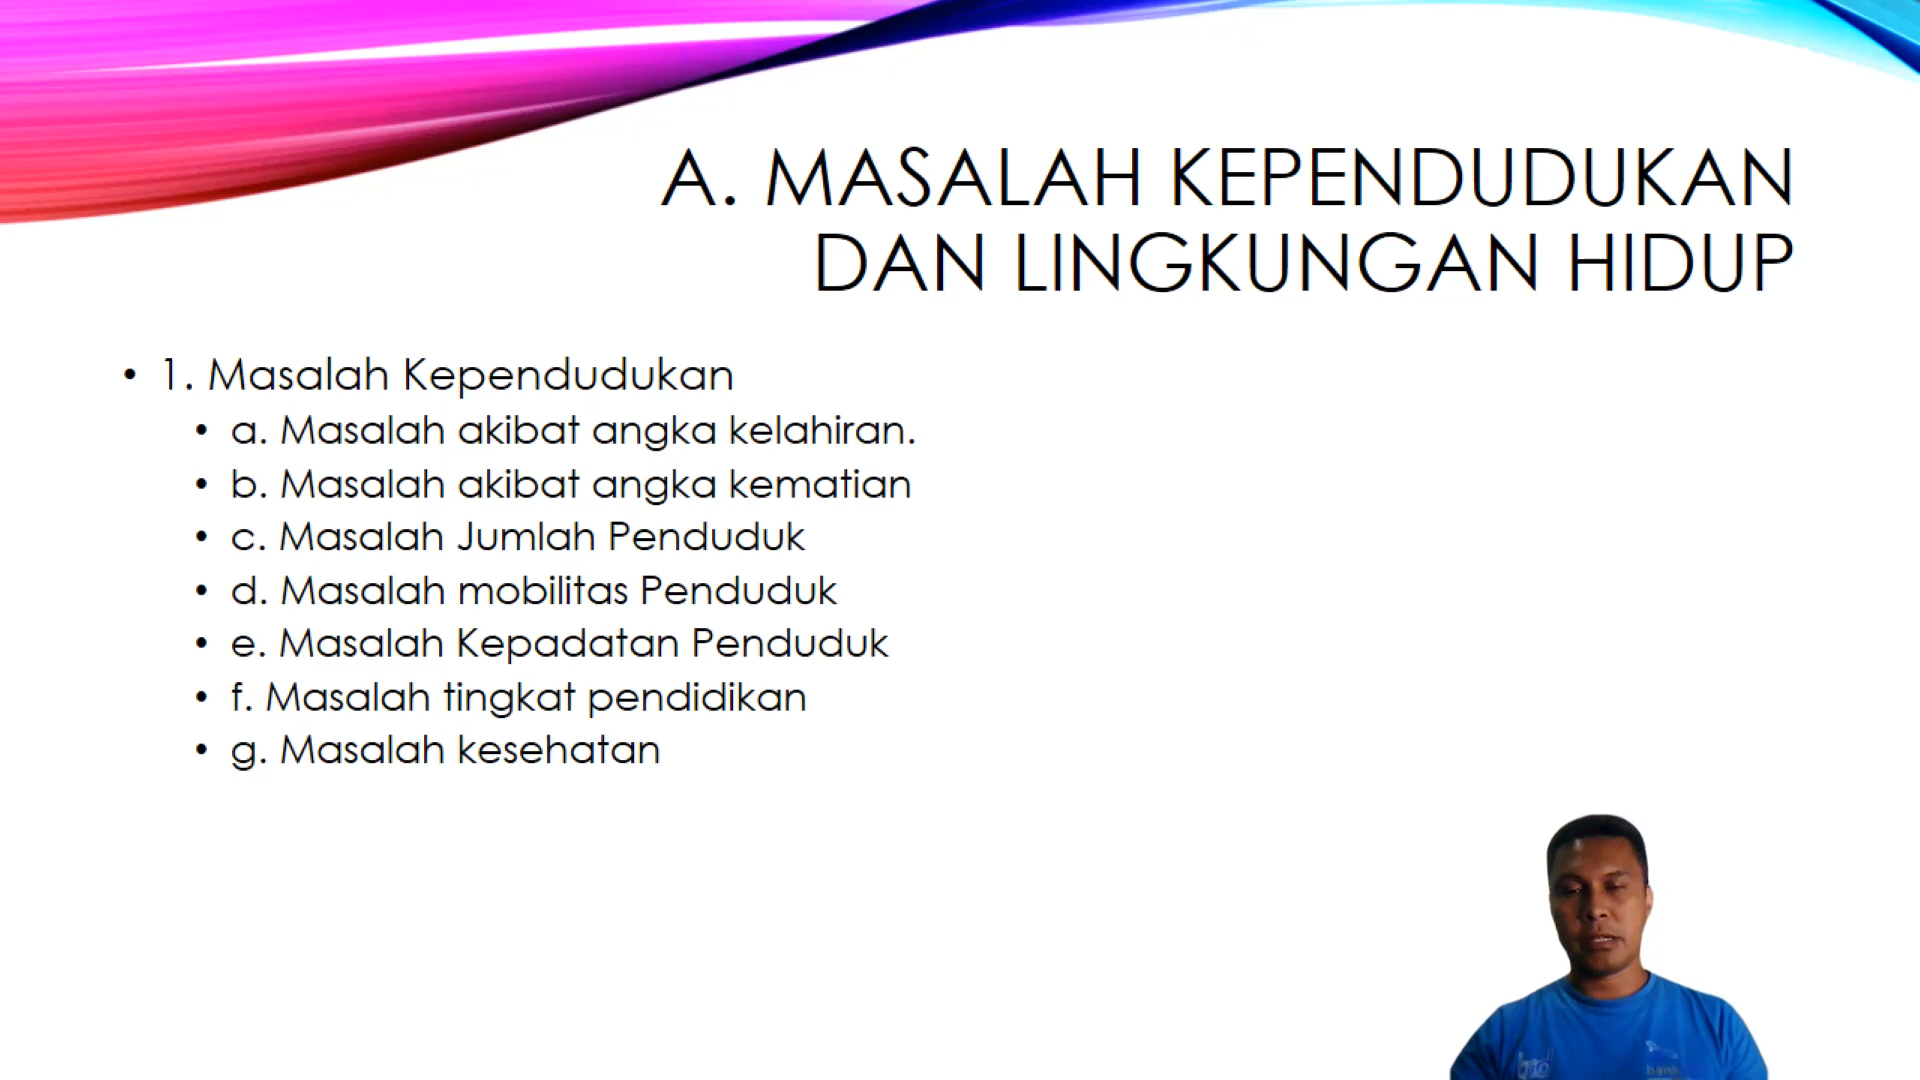 A. MASALAH KEPENDUDUKAN
DAN LINGKUNGAN HIDUP
• 1. Masalah Kependudukan
• a. Masalah akibat angka kelahiran.
• b. Masalah akibat angka kematian
• c. Masalah Jumlah Penduduk
• d. Masalah mobilitas Penduduk
• e. Masalah Kepadatan Penduduk
• f. Masalah tingkat pendidikan
• g. Masalah kesehatan